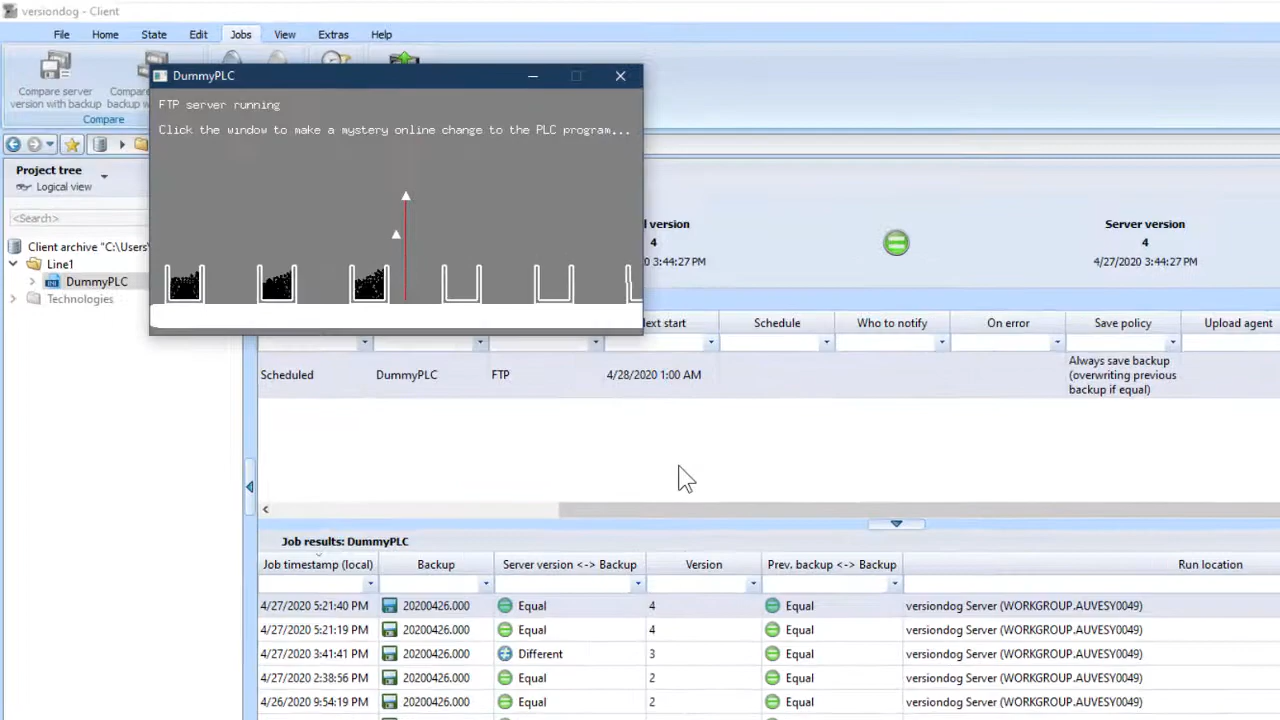 versiondog - Client
File Home State Edit Jobs View Extras Help
Compare server
version with backup
Compare
DummyPLC
FTP server running
Click the window to make a mystery online change to the PLC program...
Project tree
Logical view
<Search>
Client archive "C:\Users\
Line1
DummyPLC
Technologies
version
4
3:44:27 PM
Server version
4
4/27/2020 3:44:27 PM
ext start Schedule Who to notify On error Save policy Upload agent
Scheduled DummyPLC FTP 4/28/2020 1:00 AM Always save backup
(overwriting previous
backup if equal)
Job results: DummyPLC
Job timestamp (local) Backup Server version <-> Backup Version Prev. backup <-> Backup Run location
4/27/2020 5:21:40 PM 20200426.000 Equal 4 Equal versiondog Server (WORKGROUP.AUVESY0049)
4/27/2020 5:21:19 PM 20200426.000 Equal 4 Equal versiondog Server (WORKGROUP.AUVESY0049)
4/27/2020 3:41:41 PM 20200426.000 Different 3 Equal versiondog Server (WORKGROUP.AUVESY0049)
4/27/2020 2:38:56 PM 20200426.000 Equal 2 Equal versiondog Server (WORKGROUP.AUVESY0049)
4/26/2020 9:54:19 PM 20200426.000 Equal 2 Equal versiondog Server (WORKGROUP.AUVESY0049)